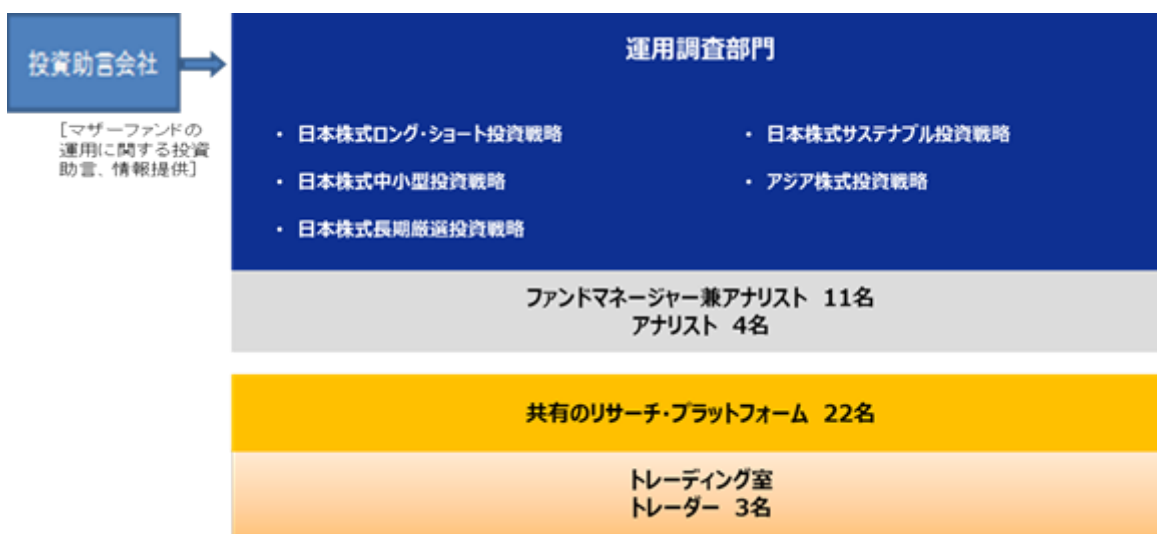 投資助言会社
[マザーファンドの
運用に関する投資
助言、情報提供]
運用調査部門
・ 日本株式ロング・ショート投資戦略
・ 日本株式中小型投資戦略
・ 日本株式長期厳選投資戦略
・ 日本株式サステナブル投資戦略
・ アジア株式投資戦略
ファンドマネージャー兼アナリスト 11名
アナリスト 4名
共有のリサーチ・プラットフォーム 22名
トレーディング室
トレーダー 3名